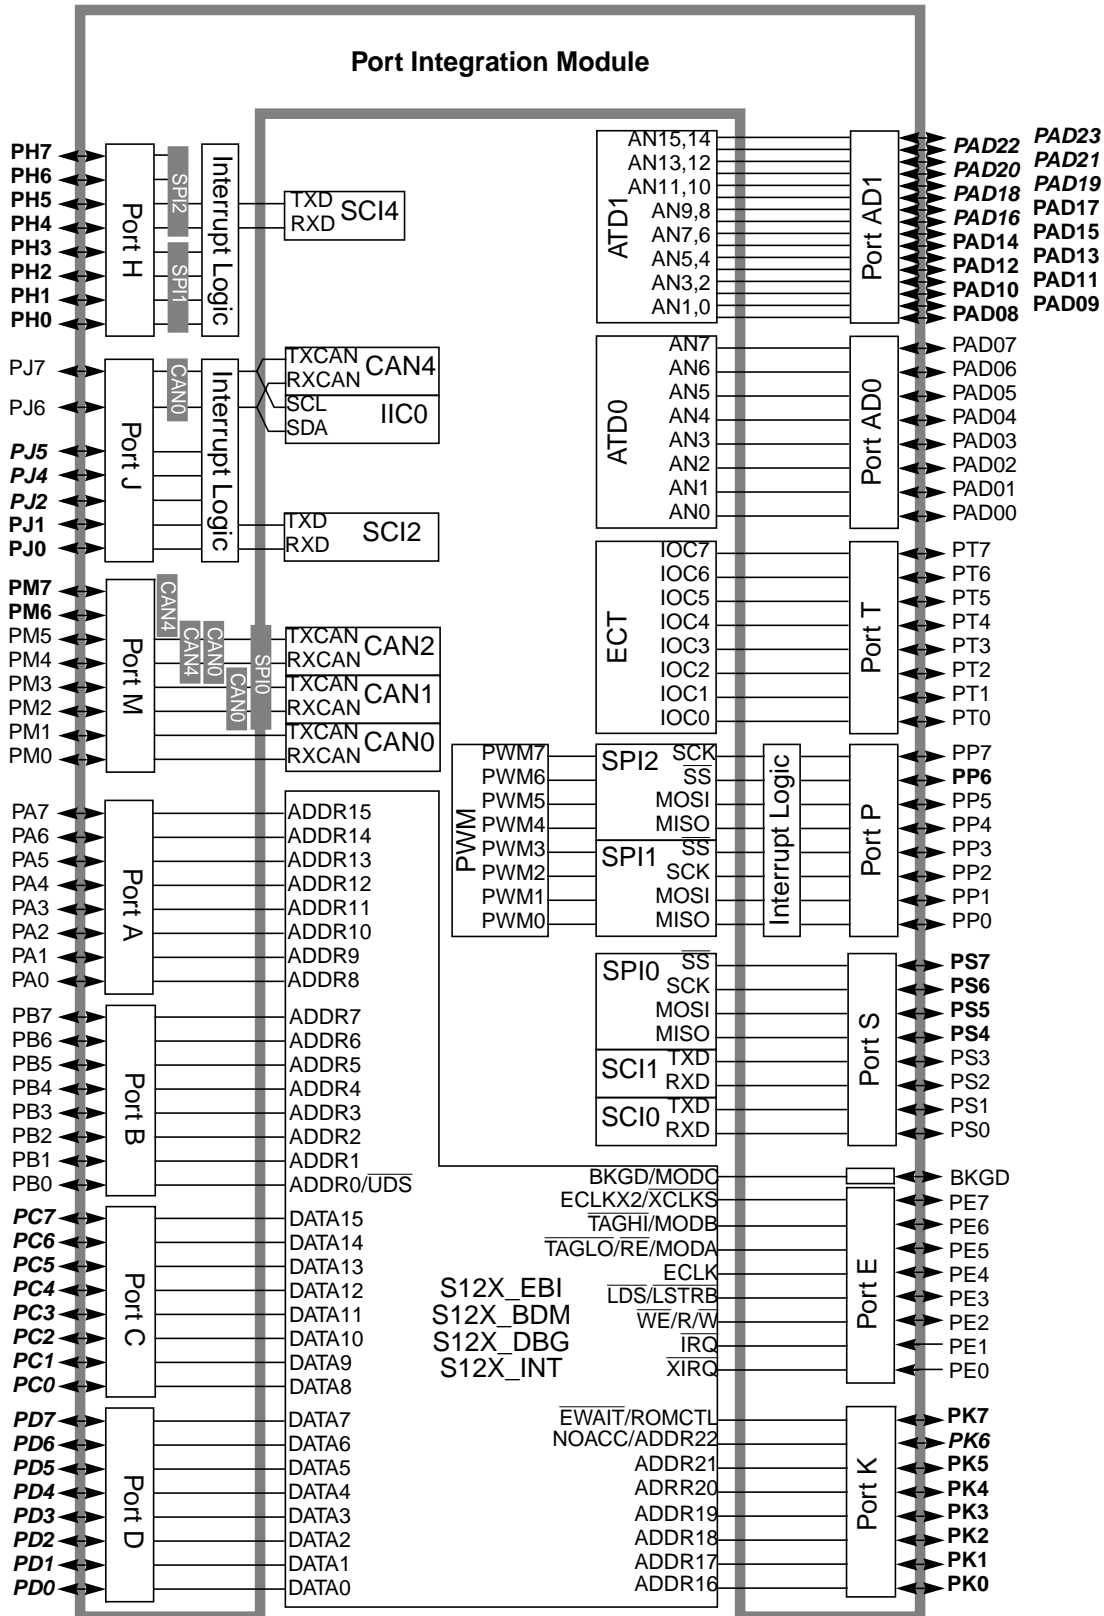 Port Integration Module
PH7
PH6
PH5
PH4
PH3
PH2
PH1
PH0
Port H
SPI2
SPI1
Interrupt Logic
TXD
RXD
SCI4
PJ7
PJ6
PJ5
PJ4
PJ2
PJ1
PJ0
Port J
CAN0
Interrupt Logic
TXCAN
RXCAN
CAN4
SCL
SDA
IIC0
TXD
RXD
SCI2
PM7
PM6
PM5
PM4
PM3
PM2
PM1
PM0
Port M
CAN4
CAN4
CAN0
CAN0
SPI0
TXCAN
RXCAN
CAN2
TXCAN
RXCAN
CAN1
TXCAN
RXCAN
CAN0
PA7
PA6
PA5
PA4
PA3
PA2
PA1
PA0
Port A
ADDR15
ADDR14
ADDR13
ADDR12
ADDR11
ADDR10
ADDR9
ADDR8
PB7
PB6
PB5
PB4
PB3
PB2
PB1
PB0
Port B
ADDR7
ADDR6
ADDR5
ADDR4
ADDR3
ADDR2
ADDR1
ADDR0/UDS
PC7
PC6
PC5
PC4
PC3
PC2
PC1
PC0
Port C
DATA15
DATA14
DATA13
DATA12
DATA11
DATA10
DATA9
DATA8
PD7
PD6
PD5
PD4
PD3
PD2
PD1
PD0
Port D
DATA7
DATA6
DATA5
DATA4
DATA3
DATA2
DATA1
DATA0
S12X_EBI
S12X_BDM
S12X_DBG
S12X_INT
ATD1
AN15,14
AN13,12
AN11,10
AN9,8
AN7,6
AN5,4
AN3,2
AN1,0
Port AD1
PAD23
PAD22
PAD21
PAD20
PAD19
PAD18
PAD17
PAD16
PAD15
PAD14
PAD13
PAD12
PAD11
PAD10
PAD09
PAD08
ATD0
AN7
AN6
AN5
AN4
AN3
AN2
AN1
AN0
Port AD0
PAD07
PAD06
PAD05
PAD04
PAD03
PAD02
PAD01
PAD00
ECT
IOC7
IOC6
IOC5
IOC4
IOC3
IOC2
IOC1
IOC0
Port T
PT7
PT6
PT5
PT4
PT3
PT2
PT1
PT0
PWM
PWM7
PWM6
PWM5
PWM4
PWM3
PWM2
PWM1
PWM0
SPI2
SCK
SS
MOSI
MISO
SPI1
SS
SCK
MOSI
MISO
Interrupt Logic
Port P
PP7
PP6
PP5
PP4
PP3
PP2
PP1
PP0
SPI0
SS
SCK
MOSI
MISO
SCI1
TXD
RXD
SCI0
TXD
RXD
Port S
PS7
PS6
PS5
PS4
PS3
PS2
PS1
PS0
BKGD/MODC
BKGD
ECLKX2/XCLKS
TAGHI/MODB
TAGLO/RE/MODA
ECLK
LDS/LSTRB
WE/R/W
IRQ
XIRQ
Port E
PE7
PE6
PE5
PE4
PE3
PE2
PE1
PE0
EWAIT/ROMCTL
NOACC/ADDR22
ADDR21
ADRR20
ADDR19
ADDR18
ADDR17
ADDR16
Port K
PK7
PK6
PK5
PK4
PK3
PK2
PK1
PK0